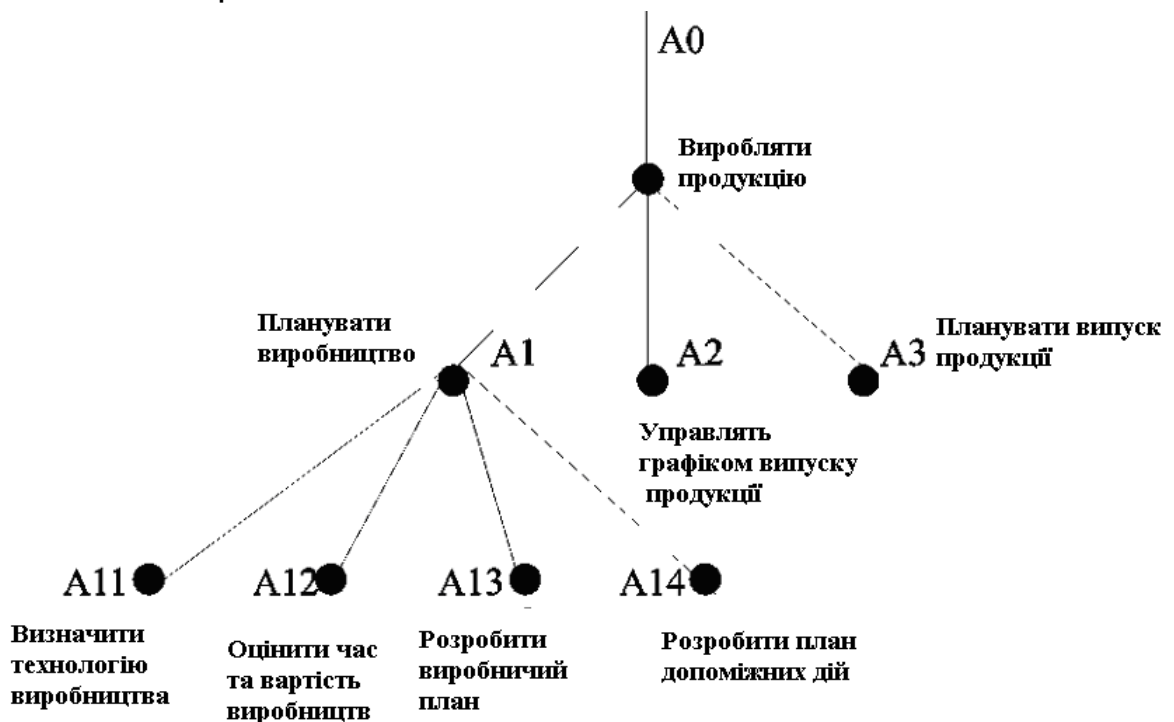 A0
Виробляти
продукцію
Планувати
виробництво
A1
A2
A3
Планувати випуск
продукції
Управлять
графіком випуску
продукції
A11
A12
A13
A14
Визначити
технологію
виробництва
Оцінити час
та вартість
виробництв
Розробити
виробничий
план
Розробити план
допоміжних дій